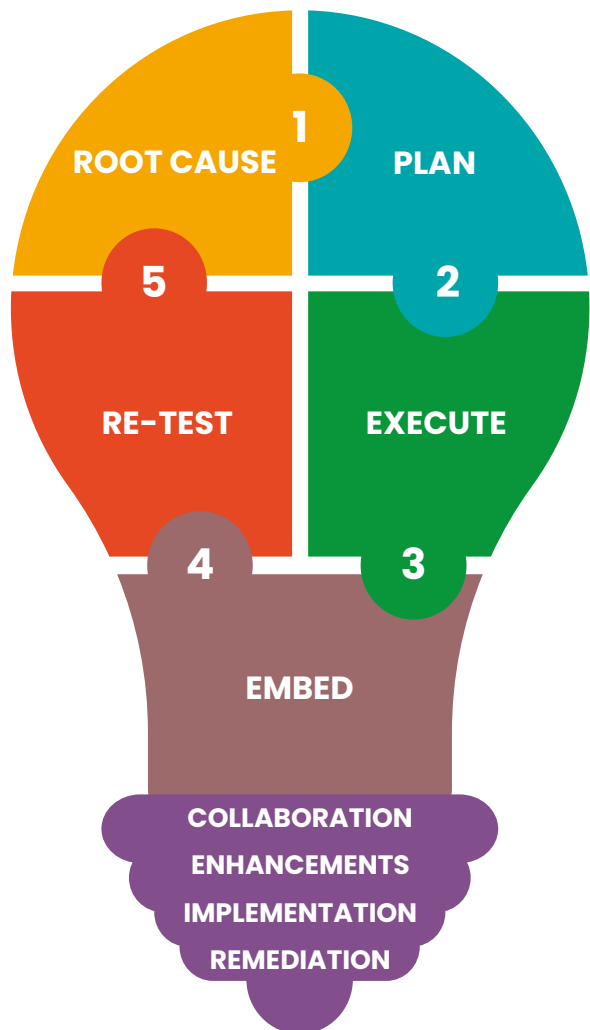 1
ROOT CAUSE
PLAN
5
2
RE-TEST
EXECUTE
4
3
EMBED
COLLABORATION
ENHANCEMENTS
IMPLEMENTATION
REMEDIATION